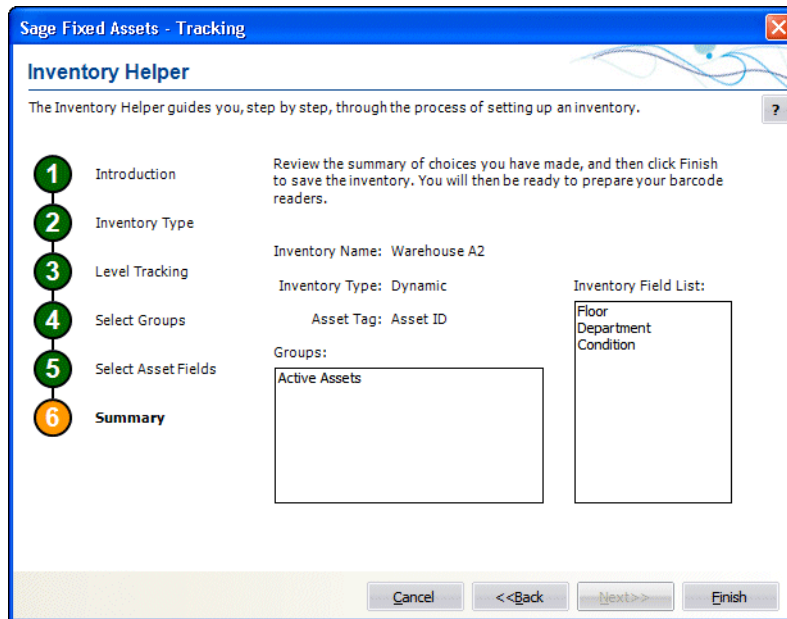 Sage Fixed Assets - Tracking
Inventory Helper
The Inventory Helper guides you, step by step, through the process of setting up an inventory.
?
1 Introduction
2 Inventory Type
3 Level Tracking
4 Select Groups
5 Select Asset Fields
6 Summary
Review the summary of choices you have made, and then click Finish
to save the inventory. You will then be ready to prepare your barcode
readers.
Inventory Name: Warehouse A2
Inventory Type: Dynamic
Asset Tag: Asset ID
Groups:
Active Assets
Inventory Field List:
Floor
Department
Condition
Cancel
<<Back
Next>>
Finish